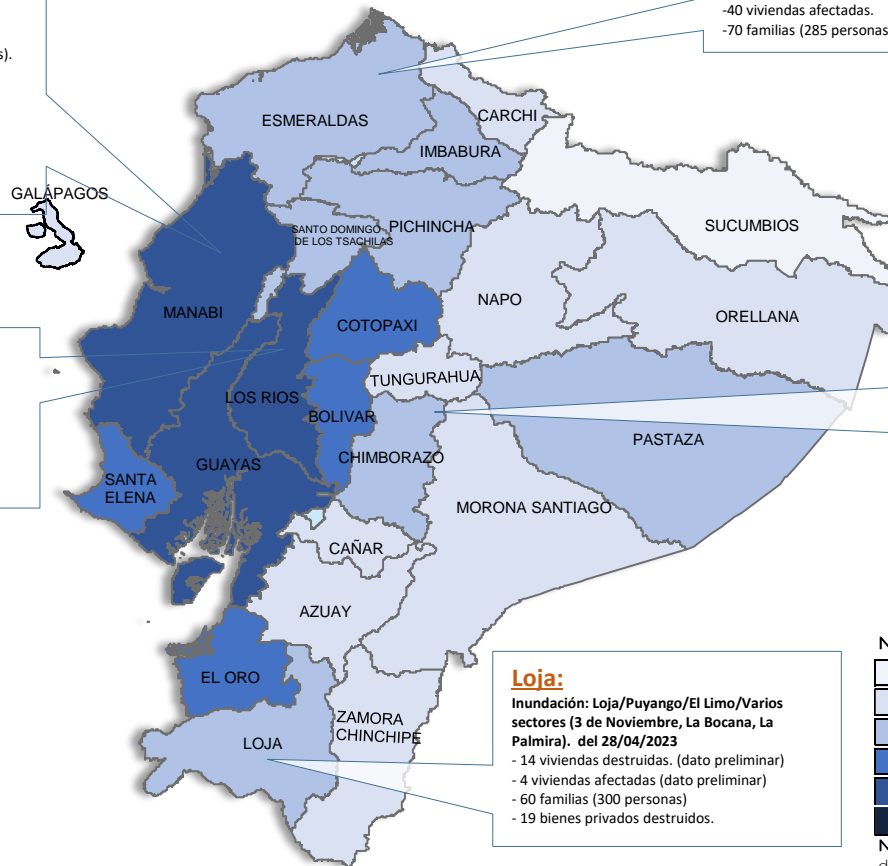 -40 viviendas afectadas.
-70 familias (285 personas
s).
ESMERALDAS
CARCHI
IMBABURA
GALÁPAGOS
SUCUMBIOS
SANTO DOMINGO
DE LOS TSACHILAS
PICHINCHA
NAPO
MANABI
ORELLANA
COTOPAXI
TUNGURAHUA
LOS RIOS
BOLIVAR
PASTAZA
CHIMBORAZO
GUAYAS
SANTA
ELENA
MORONA SANTIAGO
CAÑAR
AZUAY
EL ORO
ZAMORA
CHINCHIPE
LOJA
Loja:
Inundación: Loja/Puyango/El Limo/Varios
sectores (3 de Noviembre, La Bocana, La
Palmira).  del 28/04/2023
- 14 viviendas destruidas. (dato preliminar)
- 4 viviendas afectadas (dato preliminar)
- 60 familias (300 personas)
- 19 bienes privados destruidos.